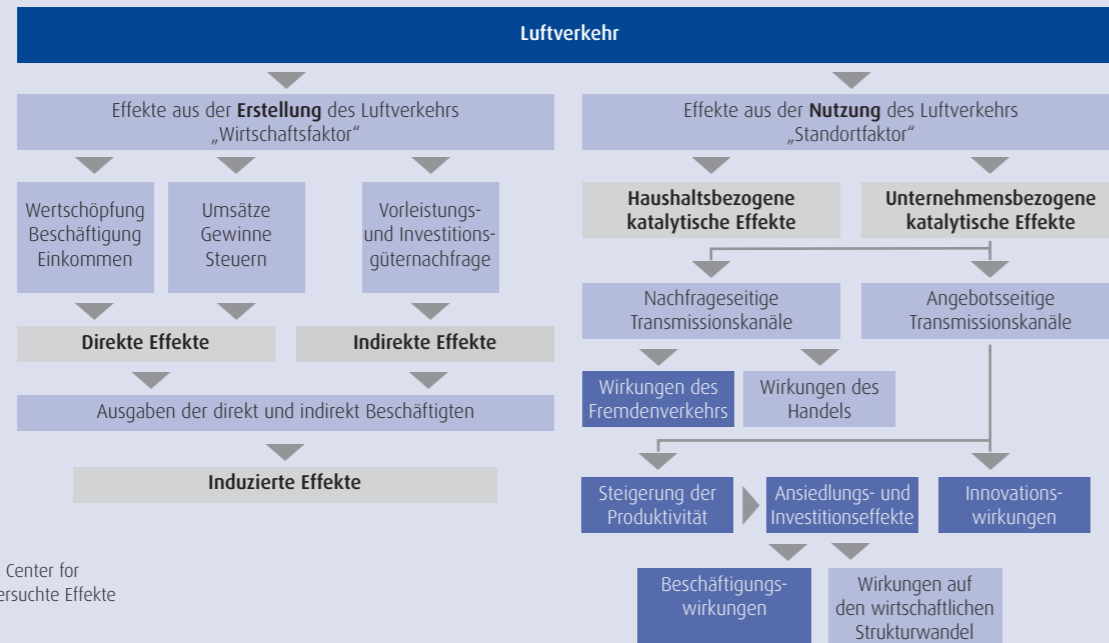 Luftverkehr
Effekte aus der Erstellung des Luftverkehrs
„Wirtschaftsfaktor“
Effekte aus der Nutzung des Luftverkehrs
„Standortfaktor“
Wertschöpfung
Beschäftigung
Einkommen
Umsätze
Gewinne
Steuern
Vorleistungs-
und Investitions-
güternachfrage
Haushaltsbezogene
katalytische Effekte
Unternehmensbezogene
katalytische Effekte
Nachfrageseitige
Transmissionskanäle
Angebotsseitige
Transmissionskanäle
Direkte Effekte
Indirekte Effekte
Wirkungen des
Fremdenverkehrs
Wirkungen des
Handels
Ausgaben der direkt und indirekt Beschäftigten
Induzierte Effekte
Steigerung der
Produktivität
Ansiedlungs- und
Investitionseffekte
Innovations-
wirkungen
Beschäftigungs-
wirkungen
Wirkungen auf
den wirtschaftlichen
Strukturwandel
Center for
ersuchte Effekte